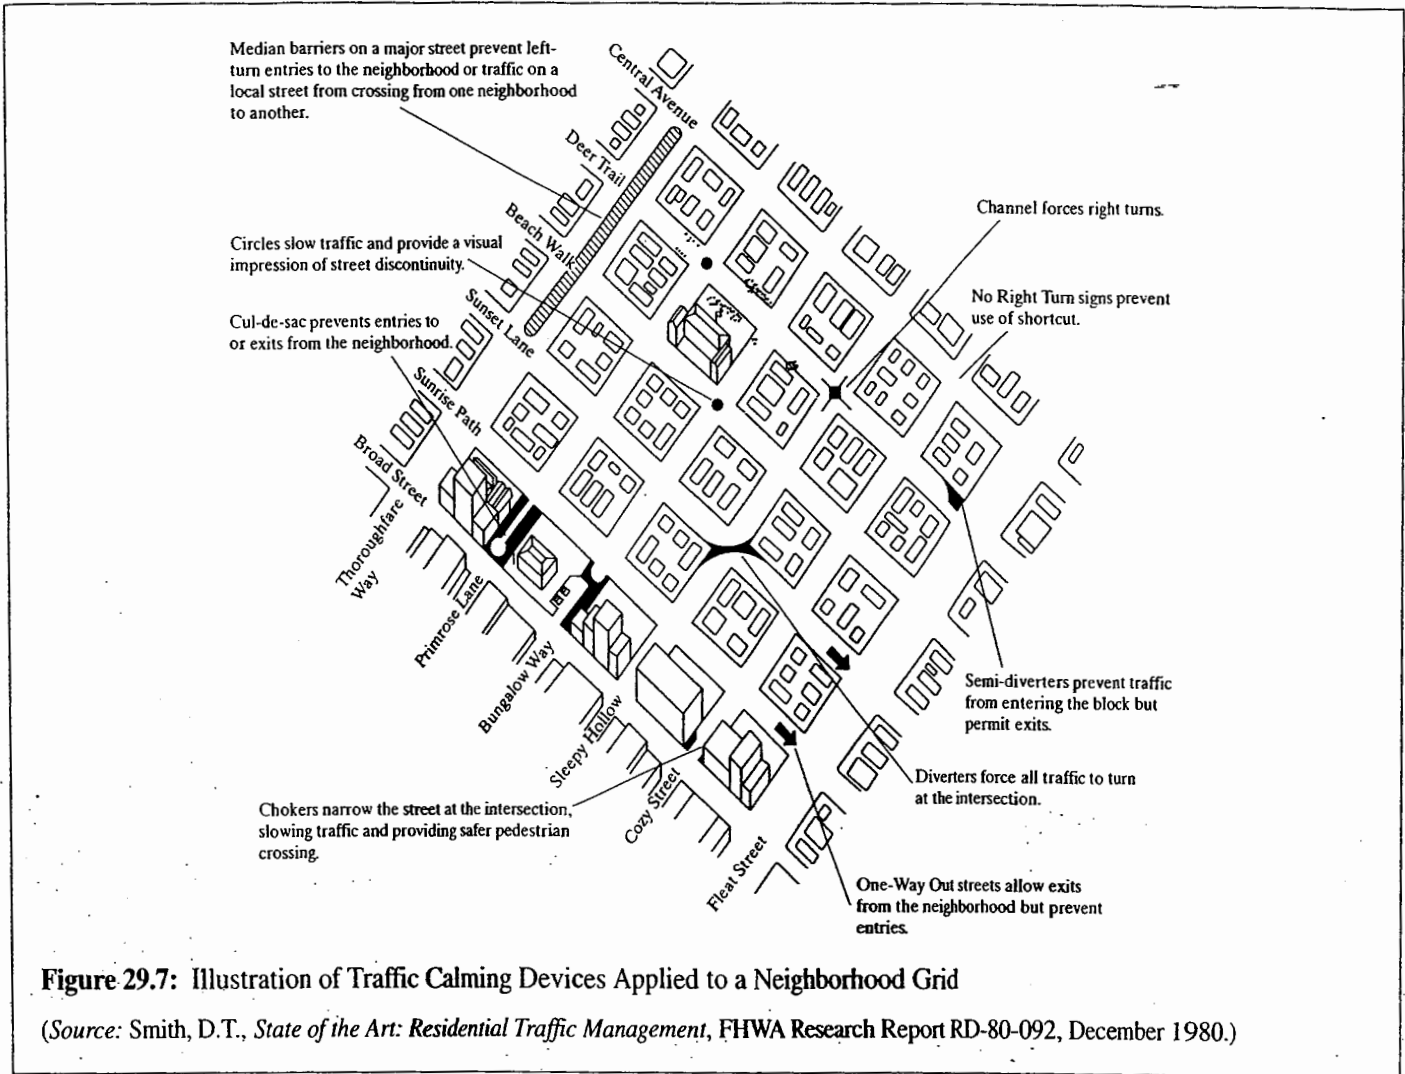 Median barriers on a major street prevent left-
turn entries to the neighborhood or traffic on a
local street from crossing from one neighborhood
to another.
Central Avenue
Deer Trail
Beach Walk
Sunset Lane
Sunrise Path
Broad Street
Channel forces right turns.
Circles slow traffic and provide a visual
impression of street discontinuity.
No Right Turn signs prevent
use of shortcut.
Cul-de-sac prevents entries to
or exits from the neighborhood.
Thoroughfare
Way
Primrose Lane
Bungalow Way
Sleepy Hollow
Cozy Street
Fleat Street
Semi-diverters prevent traffic
from entering the block but
permit exits.
Diverters force all traffic to turn
at the intersection.
Chokers narrow the street at the intersection,
slowing traffic and providing safer pedestrian
crossing.
One-Way Out streets allow exits
from the neighborhood but prevent
entries.
Figure 29.7: Illustration of Traffic Calming Devices Applied to a Neighborhood Grid
(Source: Smith, D.T., State of the Art: Residential Traffic Management, FHWA Research Report RD-80-092, December 1980.)